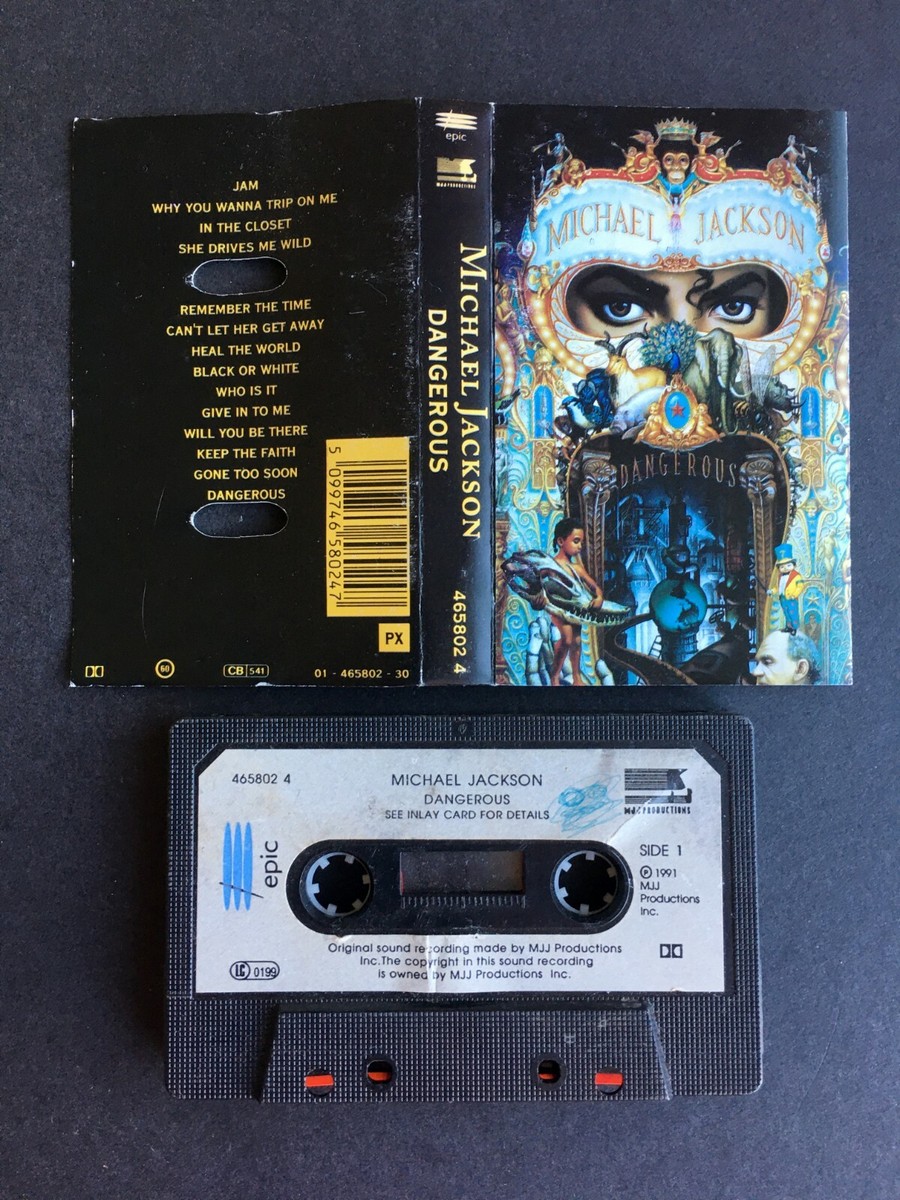 JAM
WHY YOU WANNA TRIP ON ME
IN THE CLOSET
SHE DRIVES ME WILD
REMEMBER THE TIME
CAN'T LET HER GET AWAY
HEAL THE WORLD
BLACK OR WHITE
WHO IS IT
GIVE IN TO ME
WILL YOU BE THERE
KEEP THE FAITH
GONE TOO SOON
DANGEROUS
5 099746 580247
PX
60
CB 541
01 - 465802 - 30
epic
MJJ PRODUCTIONS
MICHAEL JACKSON
DANGEROUS
465802 4
MICHAEL JACKSON
DANGEROUS
465802 4
MICHAEL JACKSON
DANGEROUS
SEE INLAY CARD FOR DETAILS
MJJ PRODUCTIONS
epic
SIDE 1
℗ 1991
MJJ
Productions
Inc.
Original sound recording made by MJJ Productions
Inc.The copyright in this sound recording
is owned by MJJ Productions Inc.
LC 0199